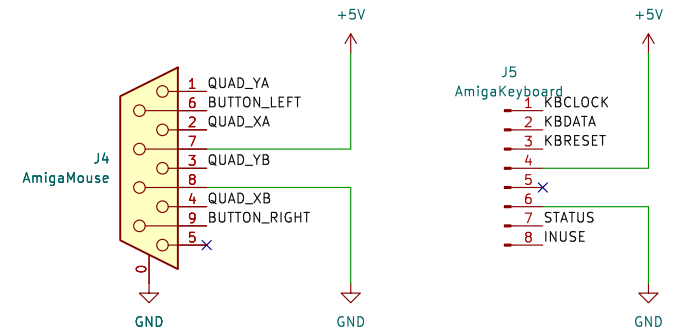 +5V
+5V
J5
AmigaKeyboard
J4
AmigaMouse
1 QUAD_YA
6 BUTTON_LEFT
2 QUAD_XA
7
3 QUAD_YB
8
4 QUAD_XB
9 BUTTON_RIGHT
5
0
1 KBCLOCK
2 KBDATA
3 KBRESET
4
5
6
7 STATUS
8 INUSE
GND
GND
GND